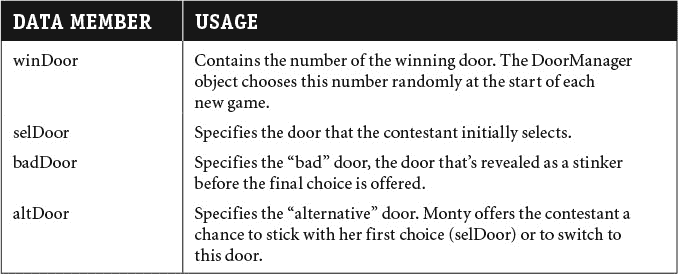 DATA MEMBER USAGE
winDoor Contains the number of the winning door. The DoorManager
object chooses this number randomly at the start of each
new game.
selDoor Specifies the door that the contestant initially selects.
badDoor Specifies the “bad” door, the door that’s revealed as a stinker
before the final choice is offered.
altDoor Specifies the “alternative” door. Monty offers the contestant a
chance to stick with her first choice (selDoor) or to switch to
this door.